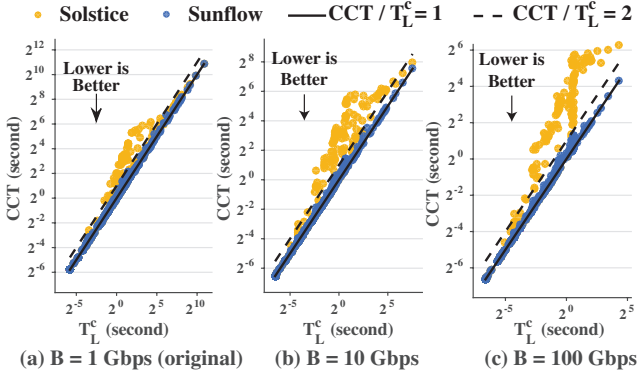 Solstice Sunflow CCT / T_L^c = 1 CCT / T_L^c = 2
2^12
2^10
2^8
2^6
2^4
2^2
2^0
2^-2
2^-4
2^-6
CCT (second)
Lower is
Better
2^-5 2^0 2^5 2^10
T_L^c (second)
(a) B = 1 Gbps (original)
2^8
2^6
2^4
2^2
2^0
2^-2
2^-4
2^-6
CCT (second)
Lower is
Better
2^-5 2^0 2^5
T_L^c (second)
(b) B = 10 Gbps
2^6
2^4
2^2
2^0
2^-2
2^-4
2^-6
CCT (second)
Lower is
Better
2^-5 2^0 2^5
T_L^c (second)
(c) B = 100 Gbps